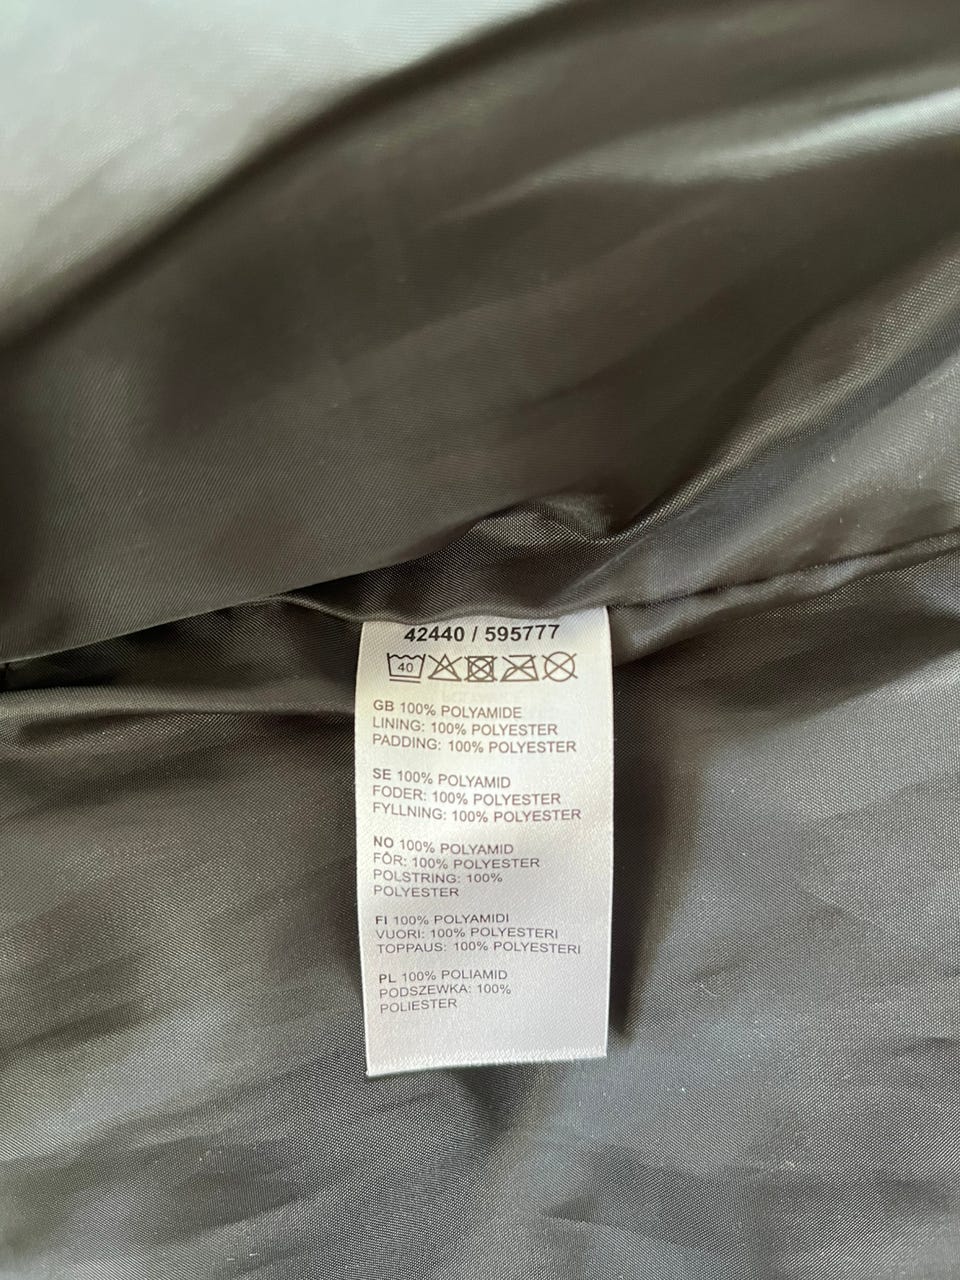 42440 / 595777
40
GB 100% POLYAMIDE
LINING: 100% POLYESTER
PADDING: 100% POLYESTER
SE 100% POLYAMID
FODER: 100% POLYESTER
FYLLNING: 100% POLYESTER
NO 100% POLYAMID
FÔR: 100% POLYESTER
POLSTRING: 100%
POLYESTER
FI 100% POLYAMIDI
VUORI: 100% POLYESTERI
TOPPAUS: 100% POLYESTERI
PL 100% POLIAMID
PODSZEWKA: 100%
POLIESTER